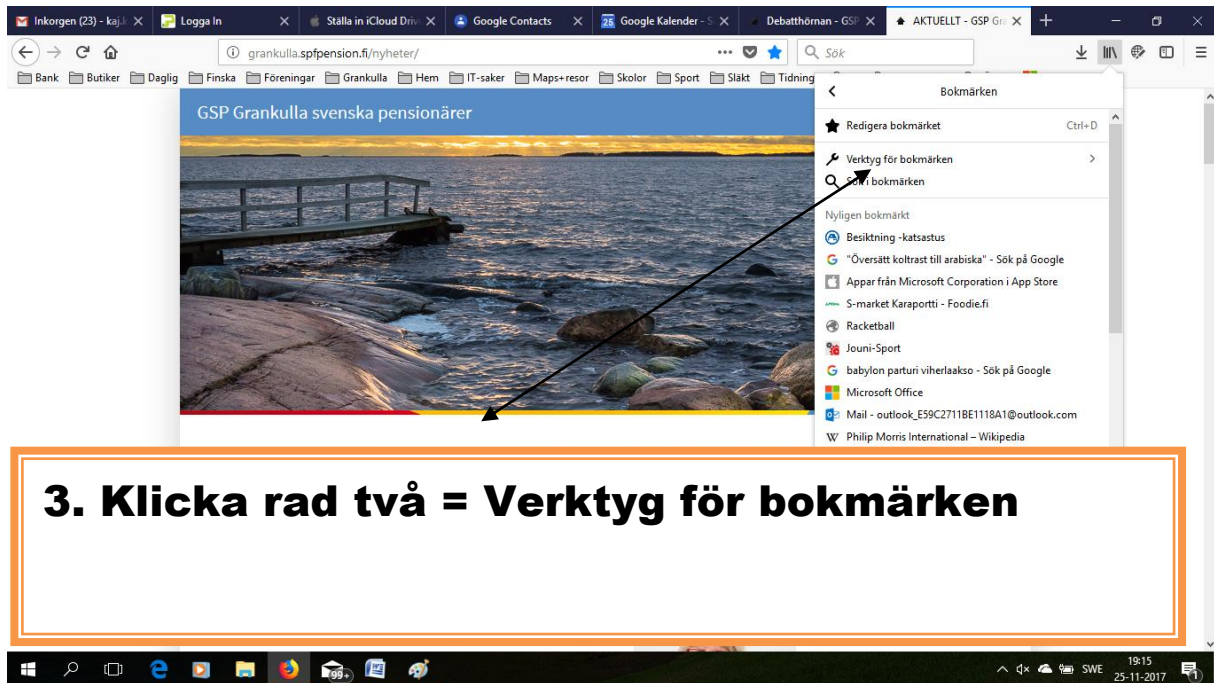 Inkorgen (23) - kaj.k
Logga In
Ställa in iCloud Driv
Google Contacts
25 Google Kalender - S
Debatthörnan - GSP
AKTUELLT - GSP Gra
grankulla.spfpension.fi/nyheter/
Sök
Bank Butiker Daglig Finska Föreningar Grankulla Hem IT-saker Maps+resor Skolor Sport Släkt Tidning
GSP Grankulla svenska pensionärer
Bokmärken
Redigera bokmärket Ctrl+D
Verktyg för bokmärken
Sök i bokmärken
Nyligen bokmärkt
Besiktning -katsastus
"Översätt koltrast till arabiska" - Sök på Google
Appar från Microsoft Corporation i App Store
S-market Karaportti - Foodie.fi
Racketball
Jouni-Sport
babylon parturi viherlaakso - Sök på Google
Microsoft Office
Mail - outlook_E59C2711BE1118A1@outlook.com
Philip Morris International – Wikipedia
3. Klicka rad två = Verktyg för bokmärken
99+
SWE
19:15
25-11-2017
1